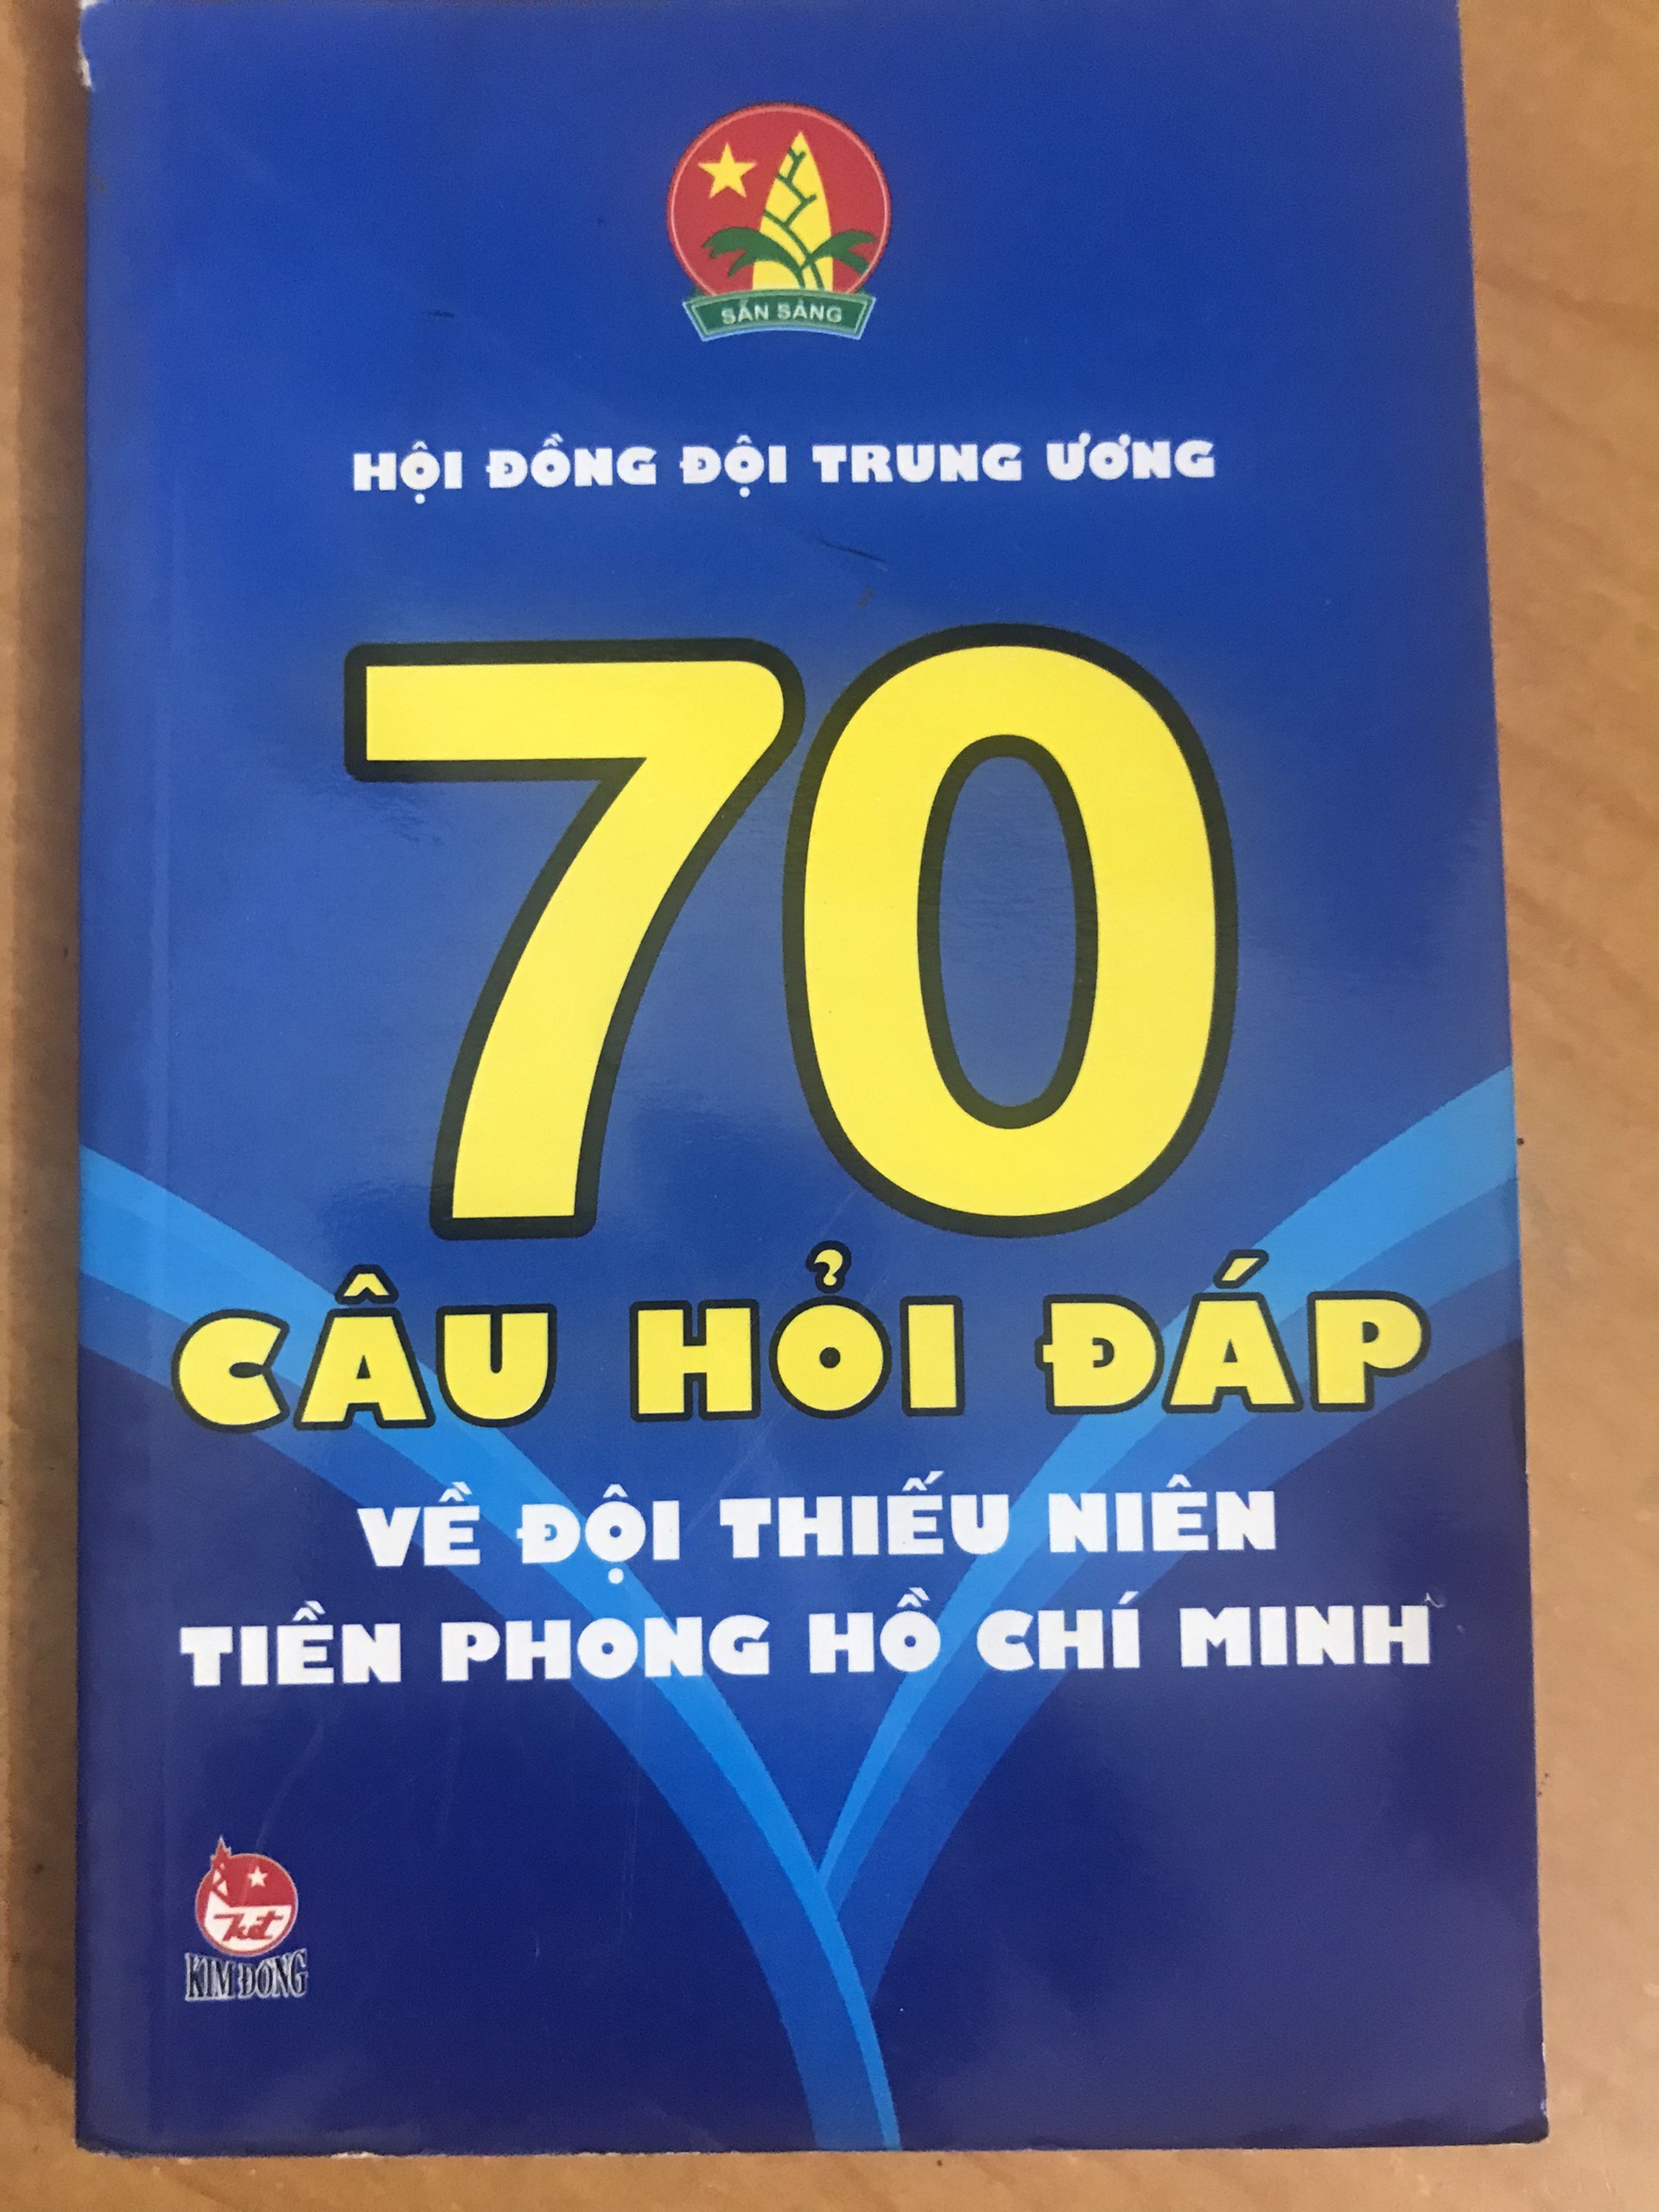 SẴN SÀNG
HỘI ĐỒNG ĐỘI TRUNG ƯƠNG
70
CÂU HỎI ĐÁP
VỀ ĐỘI THIẾU NIÊN
TIỀN PHONG HỒ CHÍ MINH
Kđ
KIM ĐỒNG